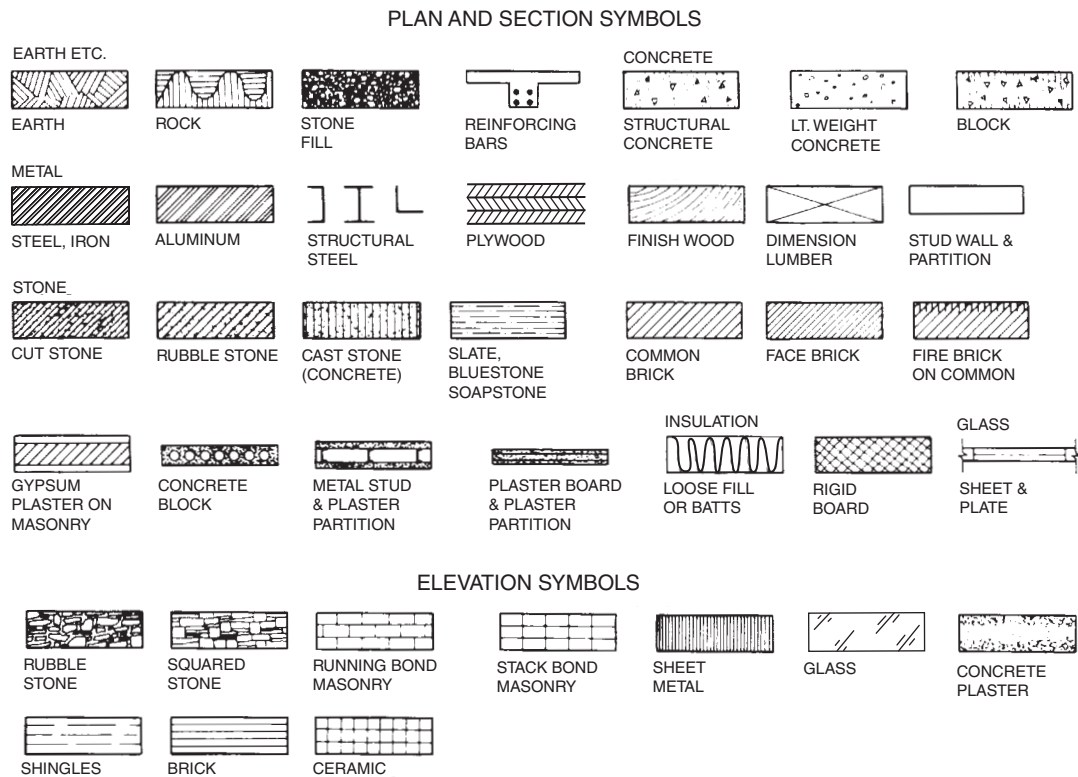 PLAN AND SECTION SYMBOLS
EARTH ETC.
CONCRETE
EARTH
ROCK
STONE
FILL
REINFORCING
BARS
STRUCTURAL
CONCRETE
LT. WEIGHT
CONCRETE
BLOCK
METAL
STEEL, IRON
ALUMINUM
STRUCTURAL
STEEL
PLYWOOD
FINISH WOOD
DIMENSION
LUMBER
STUD WALL &
PARTITION
STONE
CUT STONE
RUBBLE STONE
CAST STONE
(CONCRETE)
SLATE,
BLUESTONE
SOAPSTONE
COMMON
BRICK
FACE BRICK
FIRE BRICK
ON COMMON
INSULATION
GLASS
GYPSUM
PLASTER ON
MASONRY
CONCRETE
BLOCK
METAL STUD
& PLASTER
PARTITION
PLASTER BOARD
& PLASTER
PARTITION
LOOSE FILL
OR BATTS
RIGID
BOARD
SHEET &
PLATE
ELEVATION SYMBOLS
RUBBLE
STONE
SQUARED
STONE
RUNNING BOND
MASONRY
STACK BOND
MASONRY
SHEET
METAL
GLASS
CONCRETE
PLASTER
SHINGLES
BRICK
CERAMIC